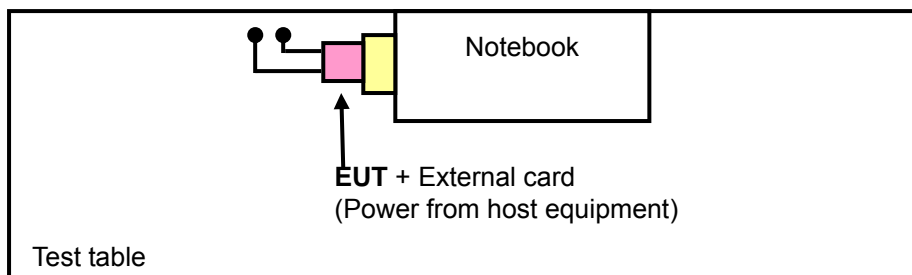 Notebook
EUT + External card
(Power from host equipment)
Test table